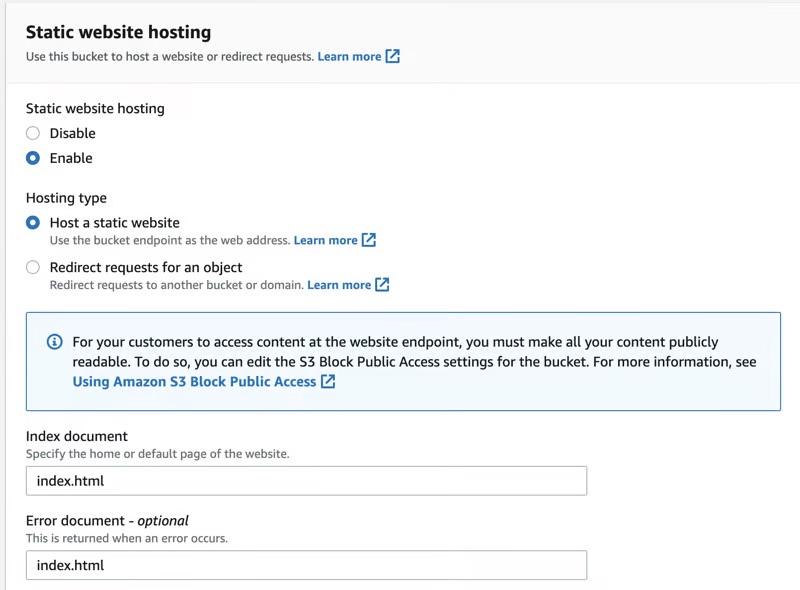 Static website hosting
Use this bucket to host a website or redirect requests. Learn more
Static website hosting
Disable
Enable
Hosting type
Host a static website
Use the bucket endpoint as the web address. Learn more
Redirect requests for an object
Redirect requests to another bucket or domain. Learn more
For your customers to access content at the website endpoint, you must make all your content publicly
readable. To do so, you can edit the S3 Block Public Access settings for the bucket. For more information, see
Using Amazon S3 Block Public Access
Index document
Specify the home or default page of the website.
index.html
Error document - optional
This is returned when an error occurs.
index.html